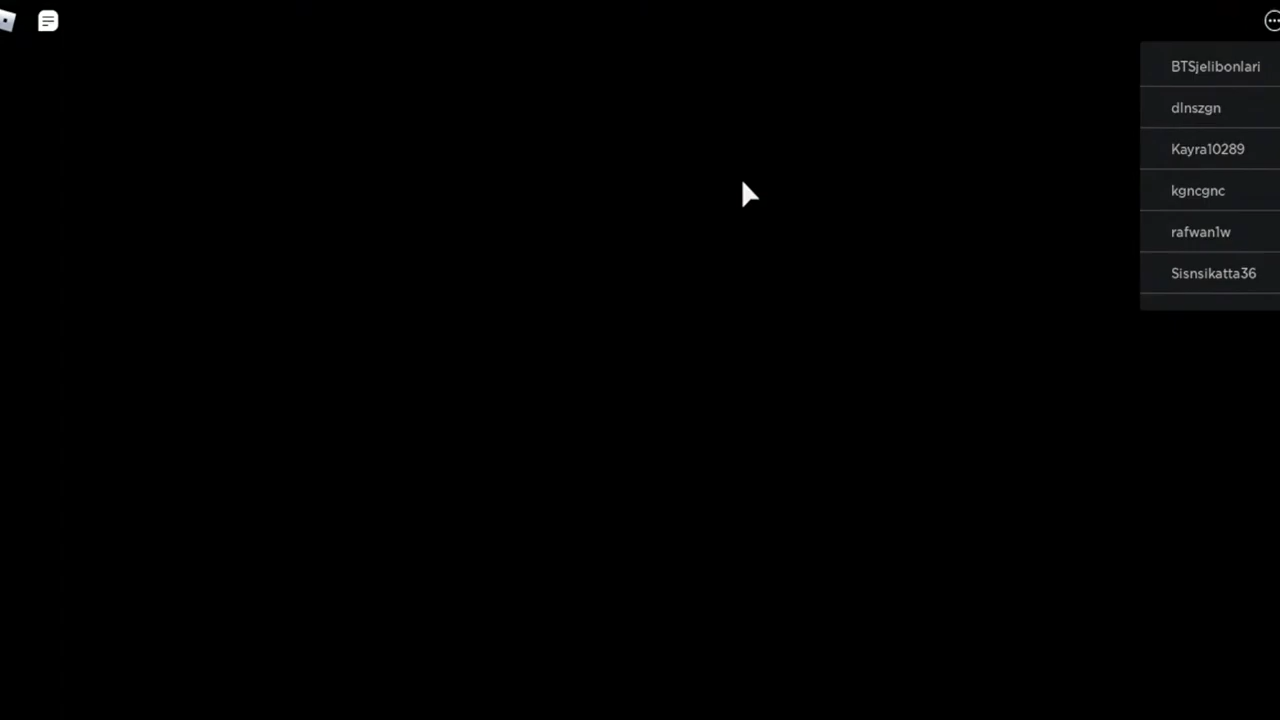 BTSjelibonlari
dlnszgn
Kayra10289
kgncgnc
rafwan1w
Sisnsikatta36